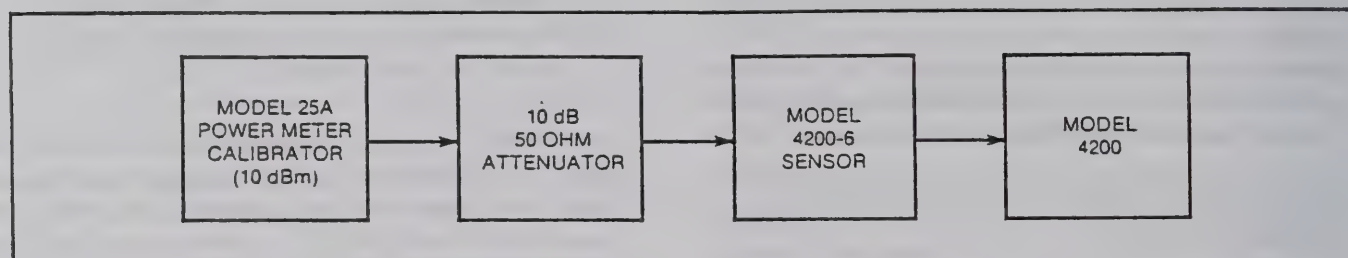 MODEL 25A
POWER METER
CALIBRATOR
(10 dBm)
10 dB
50 OHM
ATTENUATOR
MODEL
4200-6
SENSOR
MODEL
4200